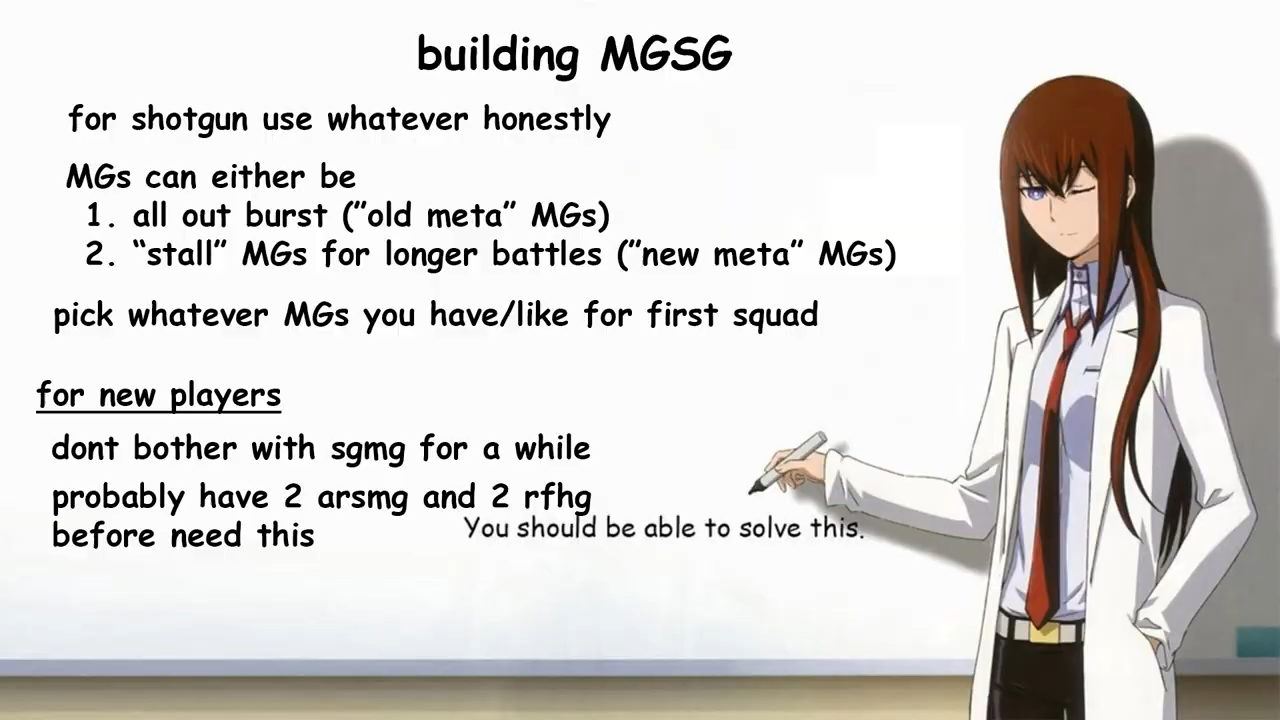 building MGSG
for shotgun use whatever honestly
MGs can either be
1. all out burst (”old meta” MGs)
2. “stall” MGs for longer battles (”new meta” MGs)
pick whatever MGs you have/like for first squad
for new players
dont bother with sgmg for a while
probably have 2 arsmg and 2 rfhg
before need this
You should be able to solve this.